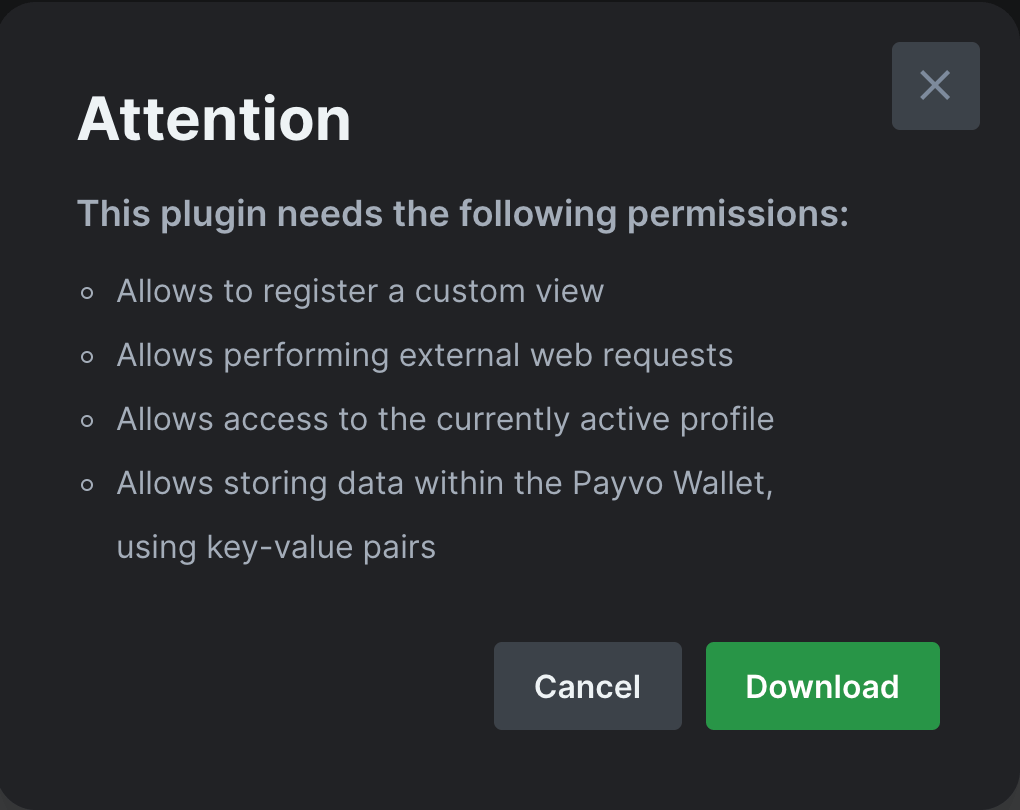 Attention
This plugin needs the following permissions:
Allows to register a custom view
Allows performing external web requests
Allows access to the currently active profile
Allows storing data within the Payvo Wallet,
using key-value pairs
Cancel
Download